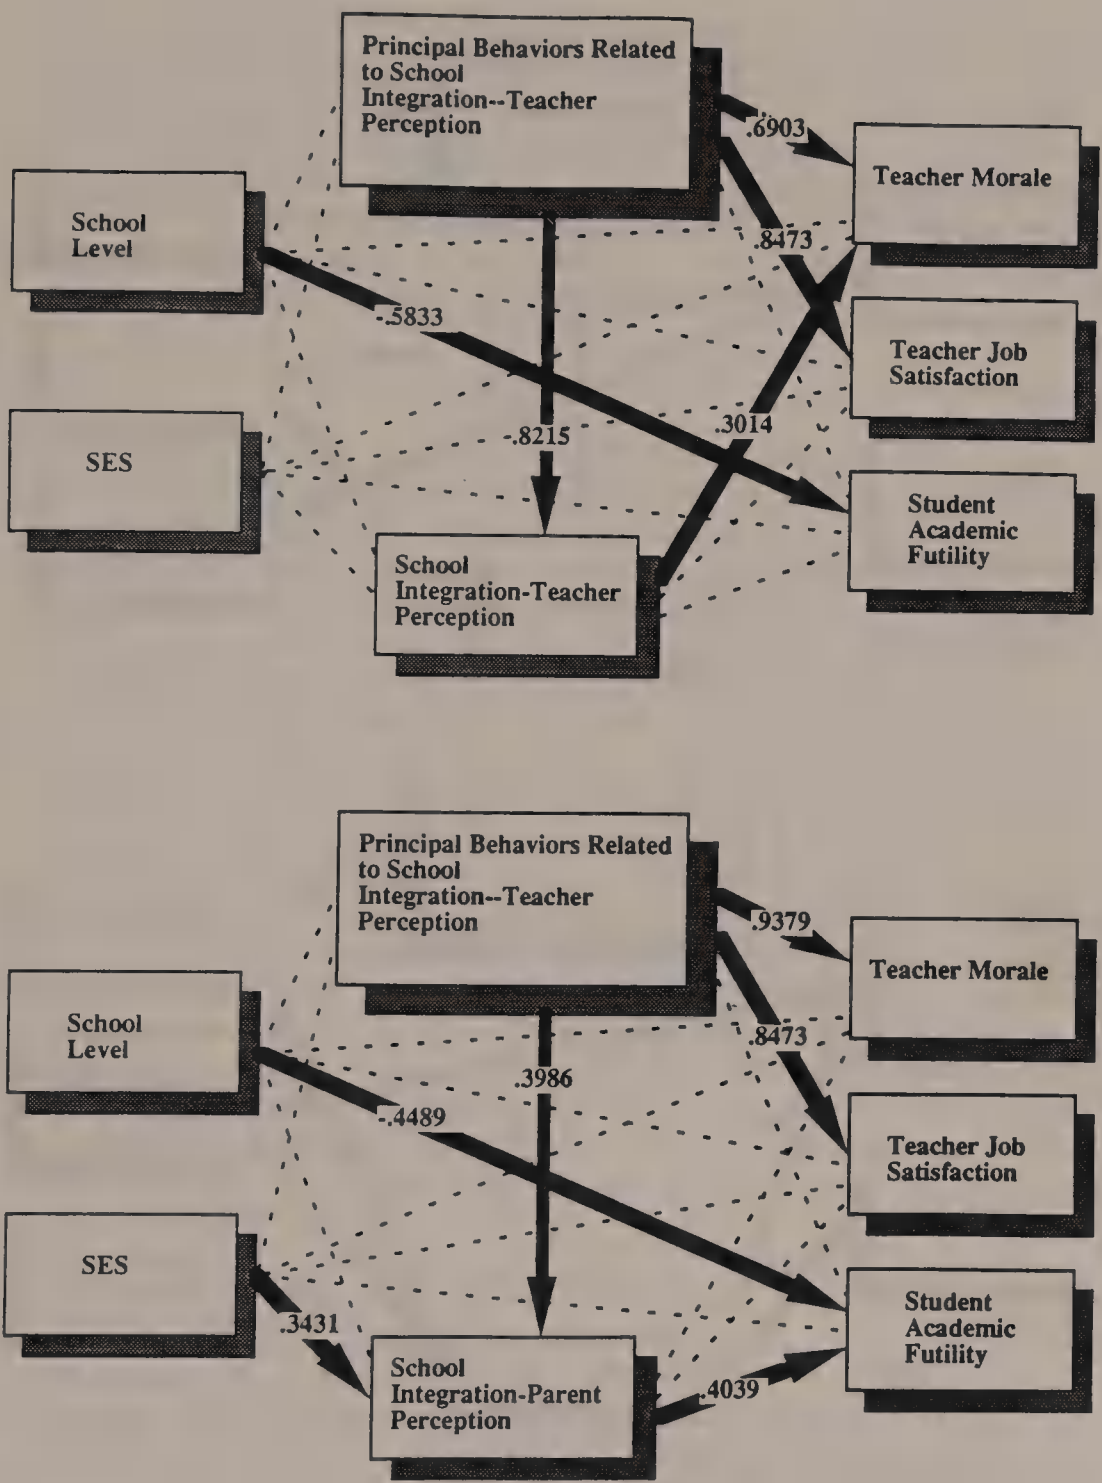 Principal Behaviors Related
to School
Integration--Teacher
Perception
.6903
Teacher Morale
School
Level
.8473
-.5833
Teacher Job
Satisfaction
.3014
.8215
SES
Student
Academic
Futility
School
Integration-Teacher
Perception
Principal Behaviors Related
to School
Integration--Teacher
Perception
.9379
Teacher Morale
School
Level
.8473
.3986
-.4489
Teacher Job
Satisfaction
SES
Student
Academic
Futility
.3431
School
Integration-Parent
Perception
.4039